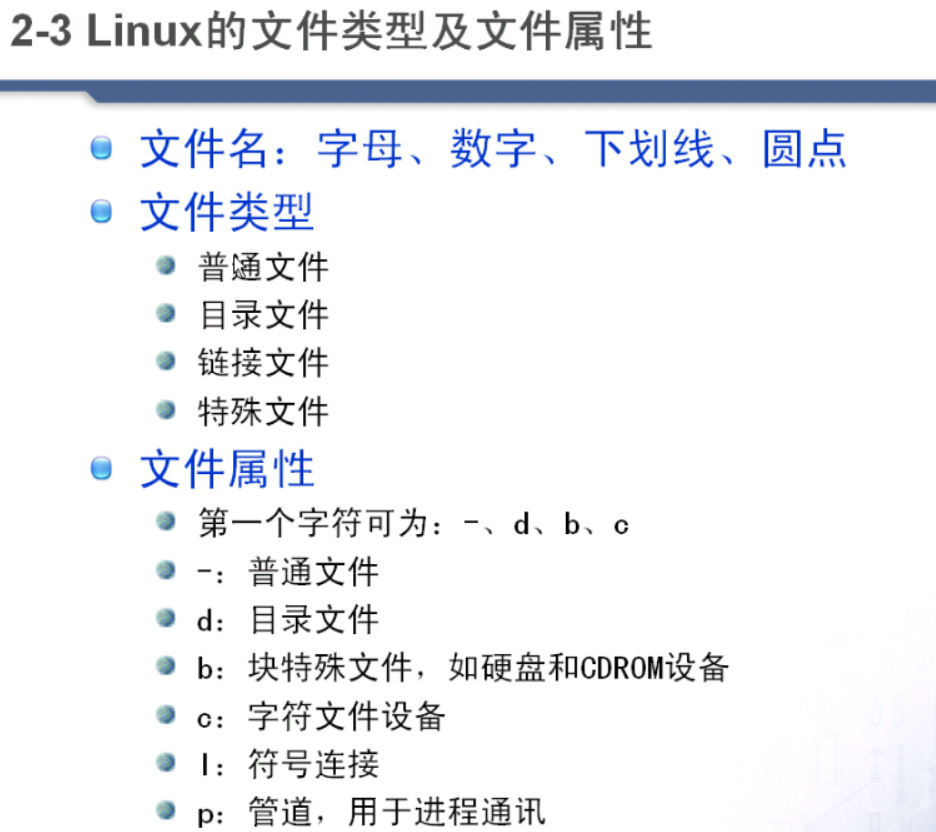 2-3 Linux的文件类型及文件属性
文件名：字母、数字、下划线、圆点
文件类型
普通文件
目录文件
链接文件
特殊文件
文件属性
第一个字符可为：-、d、b、c
-：普通文件
d：目录文件
b：块特殊文件，如硬盘和CDROM设备
c：字符文件设备
l：符号连接
p：管道，用于进程通讯